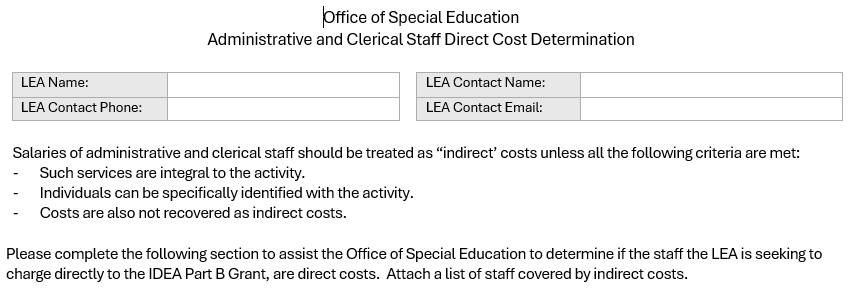 Office of Special Education
Administrative and Clerical Staff Direct Cost Determination
LEA Name:
LEA Contact Name:
LEA Contact Phone:
LEA Contact Email:
Salaries of administrative and clerical staff should be treated as “indirect’ costs unless all the following criteria are met:
- Such services are integral to the activity.
- Individuals can be specifically identified with the activity.
- Costs are also not recovered as indirect costs.
Please complete the following section to assist the Office of Special Education to determine if the staff the LEA is seeking to
charge directly to the IDEA Part B Grant, are direct costs.  Attach a list of staff covered by indirect costs.